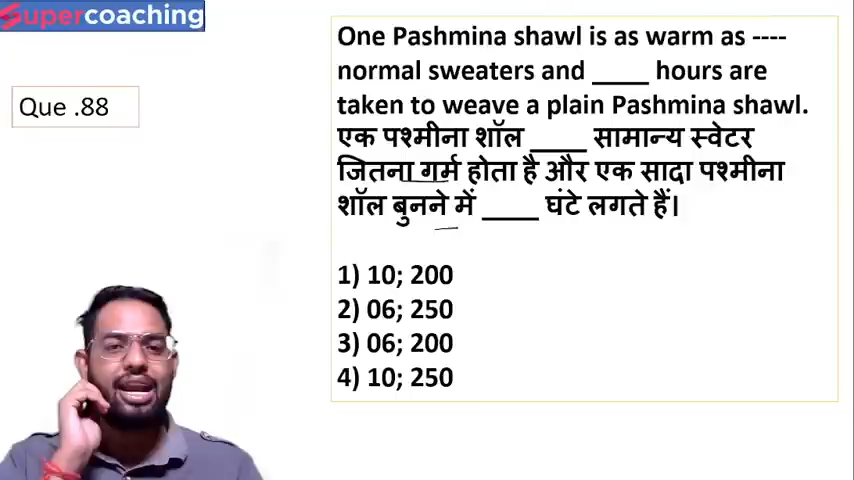 Supercoaching
Que .88
One Pashmina shawl is as warm as ----
normal sweaters and ____ hours are
taken to weave a plain Pashmina shawl.
एक पश्मीना शॉल ____ सामान्य स्वेटर
जितना गर्म होता है और एक सादा पश्मीना
शॉल बुनने में ____ घंटे लगते हैं।
1) 10; 200
2) 06; 250
3) 06; 200
4) 10; 250